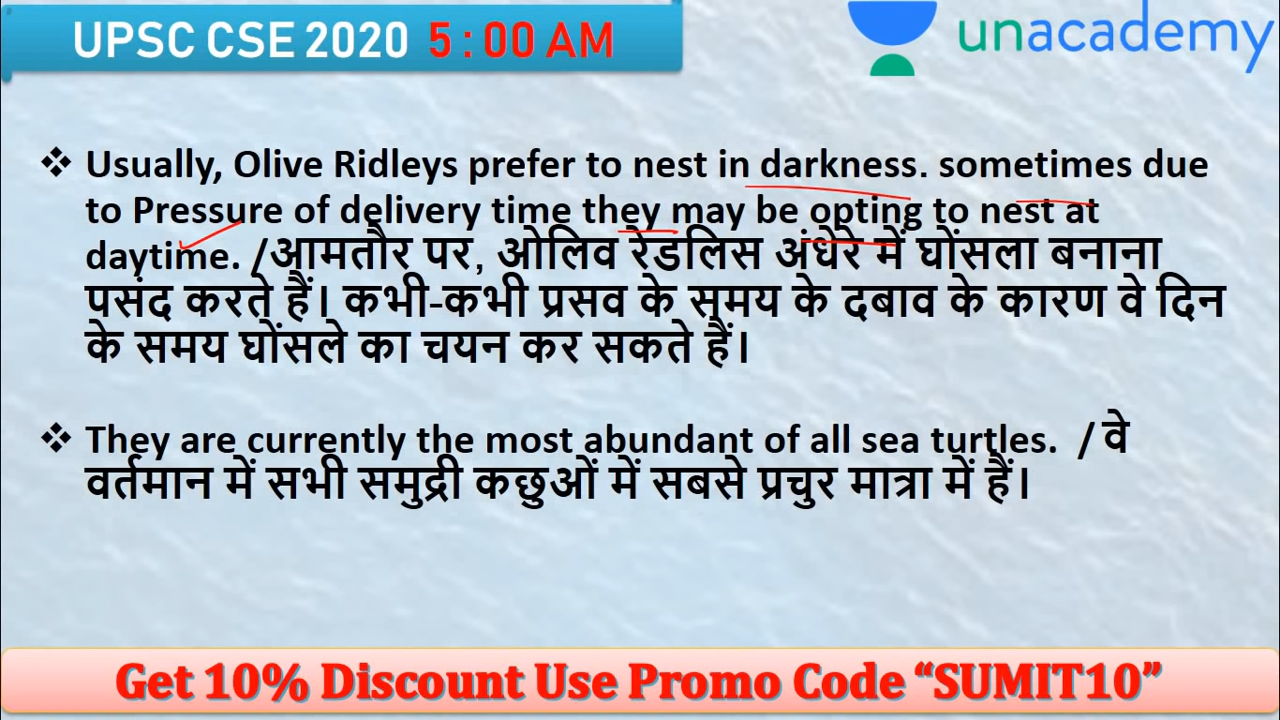 UPSC CSE 2020 5 : 00 AM
unacademy
❖ Usually, Olive Ridleys prefer to nest in darkness. sometimes due
to Pressure of delivery time they may be opting to nest at
daytime. /आमतौर पर, ओलिव रेडलिस अंधेरे में घोंसला बनाना
पसंद करते हैं। कभी-कभी प्रसव के समय के दबाव के कारण वे दिन
के समय घोंसले का चयन कर सकते हैं।
❖ They are currently the most abundant of all sea turtles. / वे
वर्तमान में सभी समुद्री कछुओं में सबसे प्रचुर मात्रा में हैं।
Get 10% Discount Use Promo Code “SUMIT10”